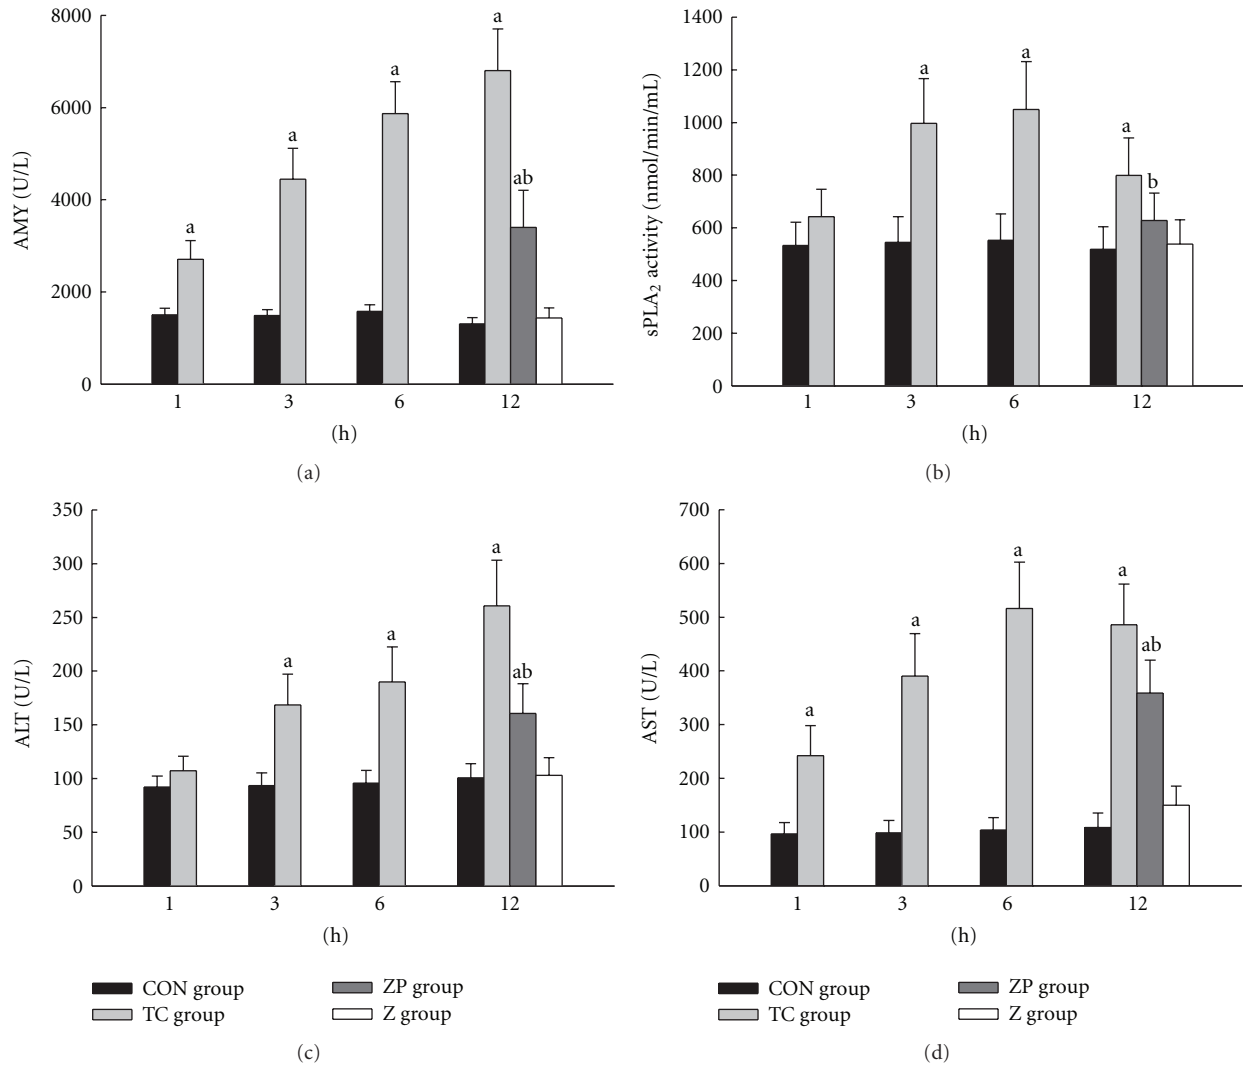 8000
6000
4000
2000
0
AMY (U/L)
a
a
a
a
ab
1 3 6 12
(h)
(a)
1400
1200
1000
800
600
400
200
0
sPLA2 activity (nmol/min/mL)
a
a
a
b
1 3 6 12
(h)
(b)
350
300
250
200
150
100
50
0
ALT (U/L)
a
a
a
ab
1 3 6 12
(h)
CON group ZP group
TC group Z group
(c)
700
600
500
400
300
200
100
0
AST (U/L)
a
a
a
a
ab
1 3 6 12
(h)
CON group ZP group
TC group Z group
(d)